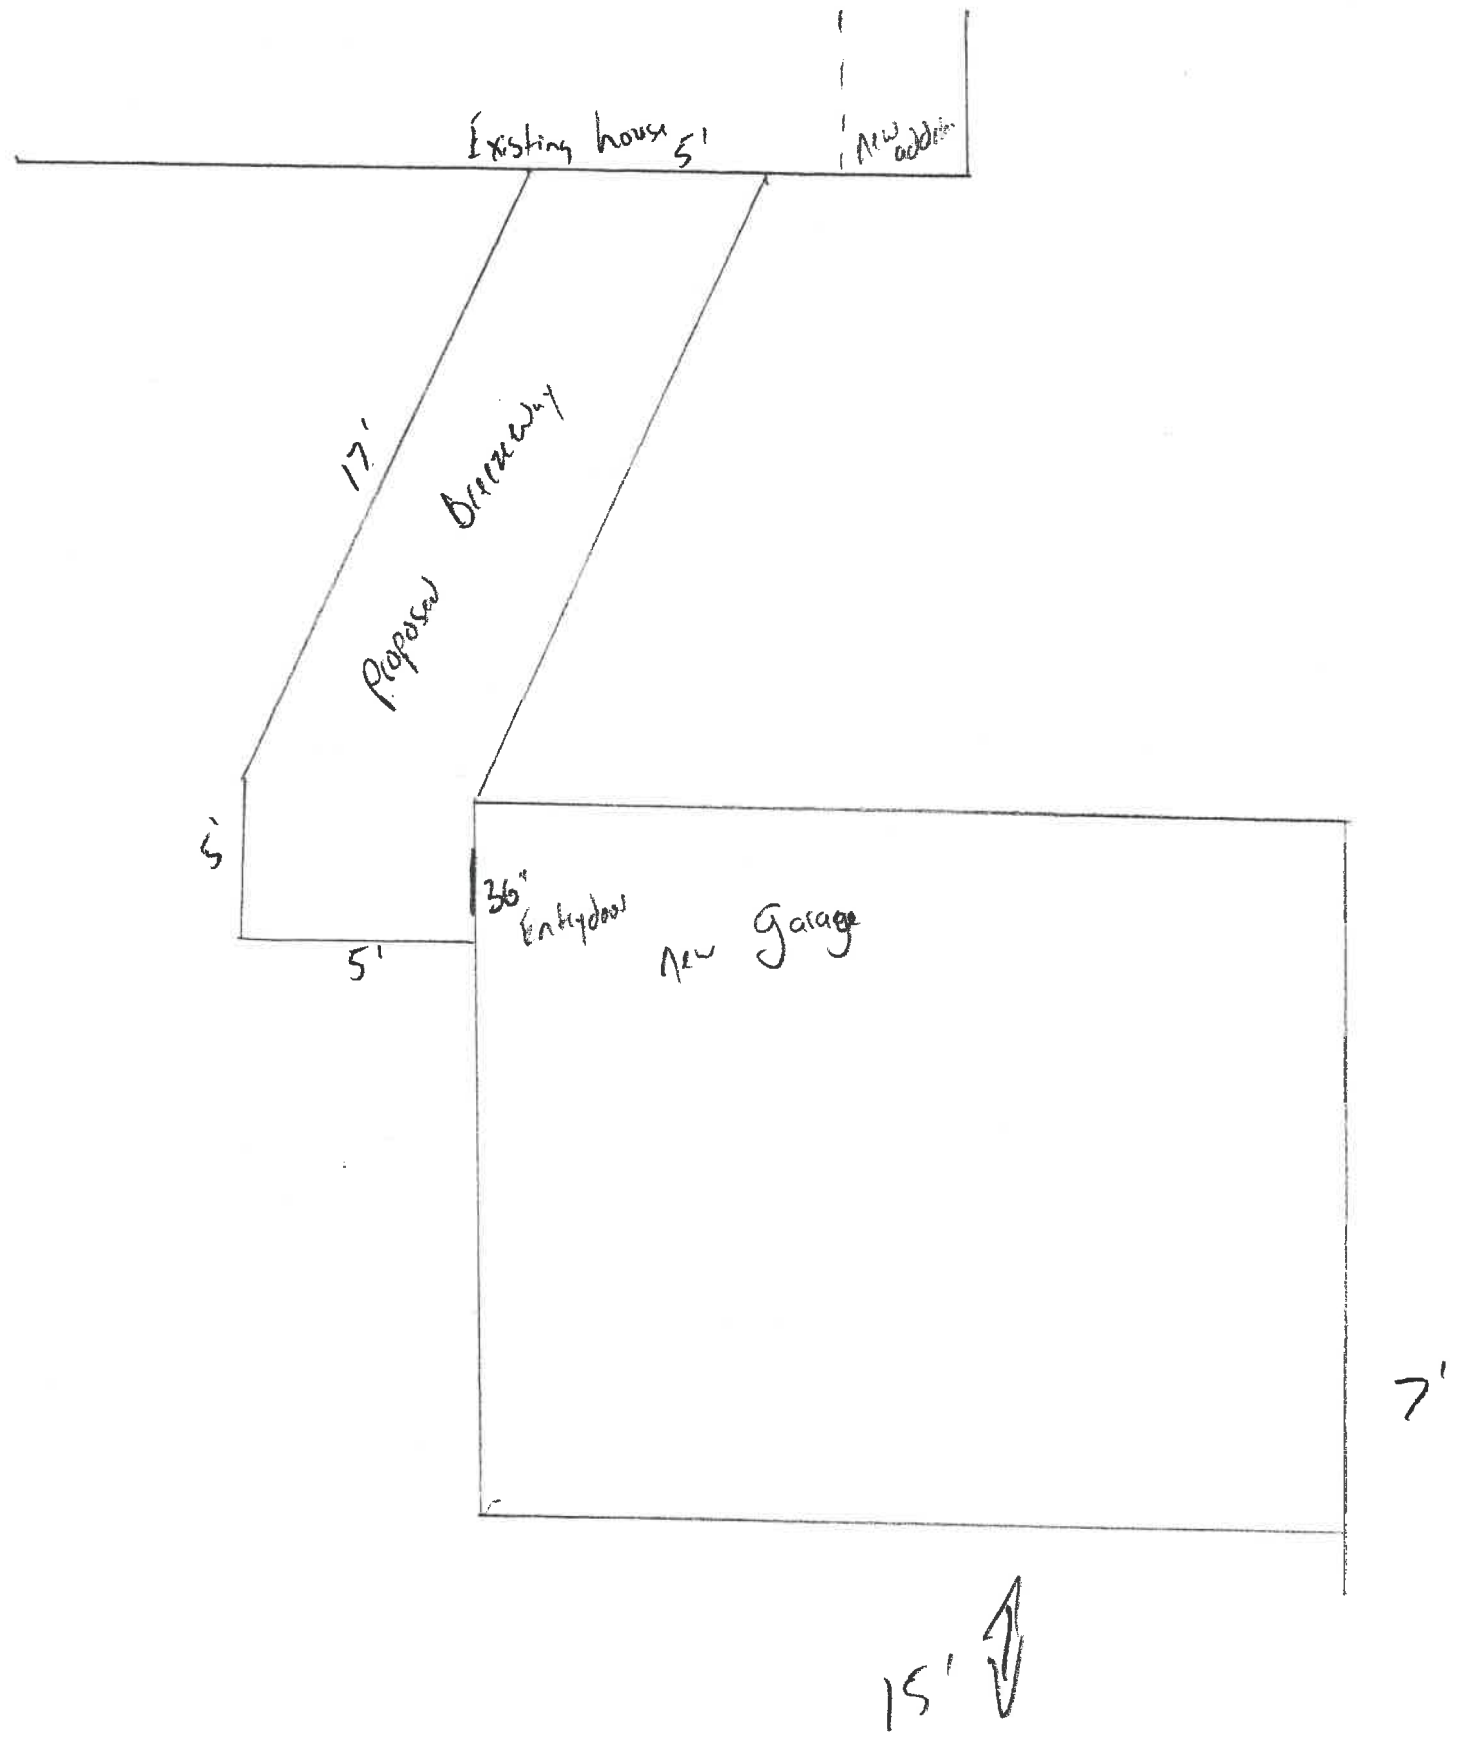 Existing house
5'
new
addition
17'
Proposed Breezeway
5'
36"
Entrydoor
new Garage
5'
7'
15'